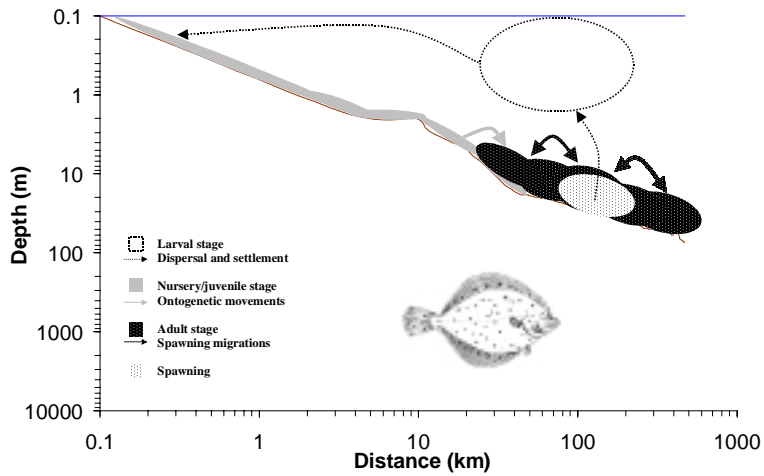 0.1
1
10
100
1000
10000
Depth (m)
Larval stage
Dispersal and settlement
Nursery/juvenile stage
Ontogenetic movements
Adult stage
Spawning migrations
Spawning
0.1 1 10 100 1000
Distance (km)